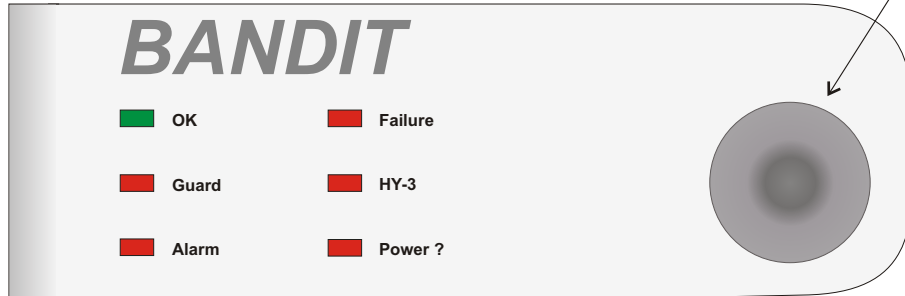 BANDIT
OK
Failure
Guard
HY-3
Alarm
Power ?